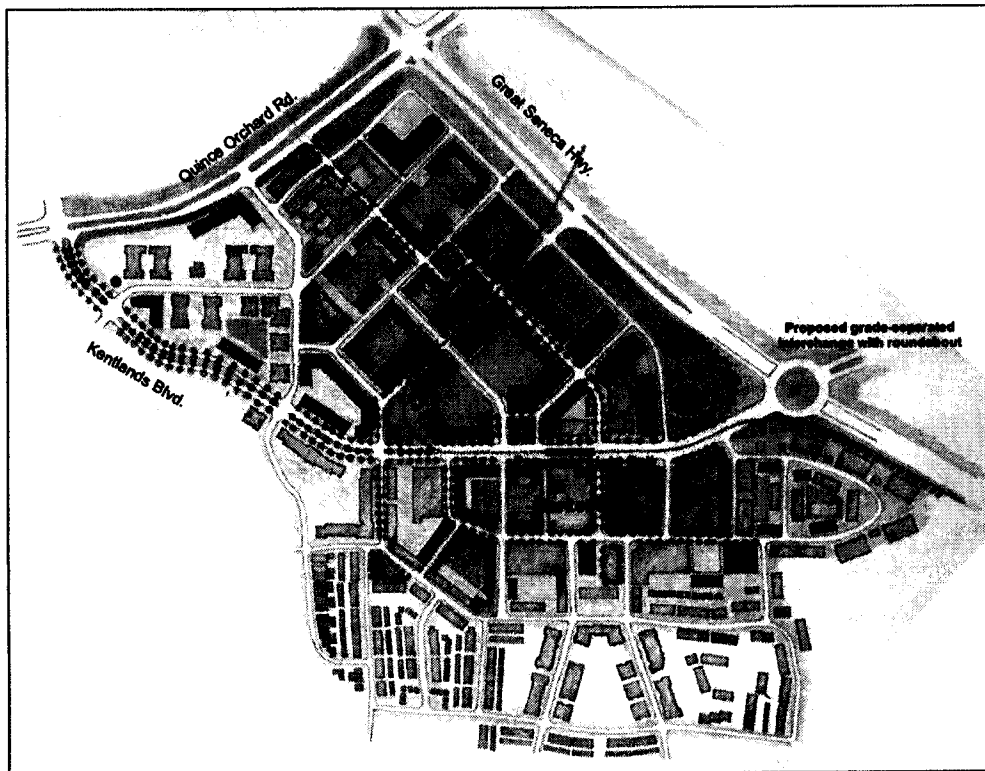 Quince Orchard Rd.
Great Seneca Hwy.
Proposed grade-separated
interchange with roundabout
Kentlands Blvd.